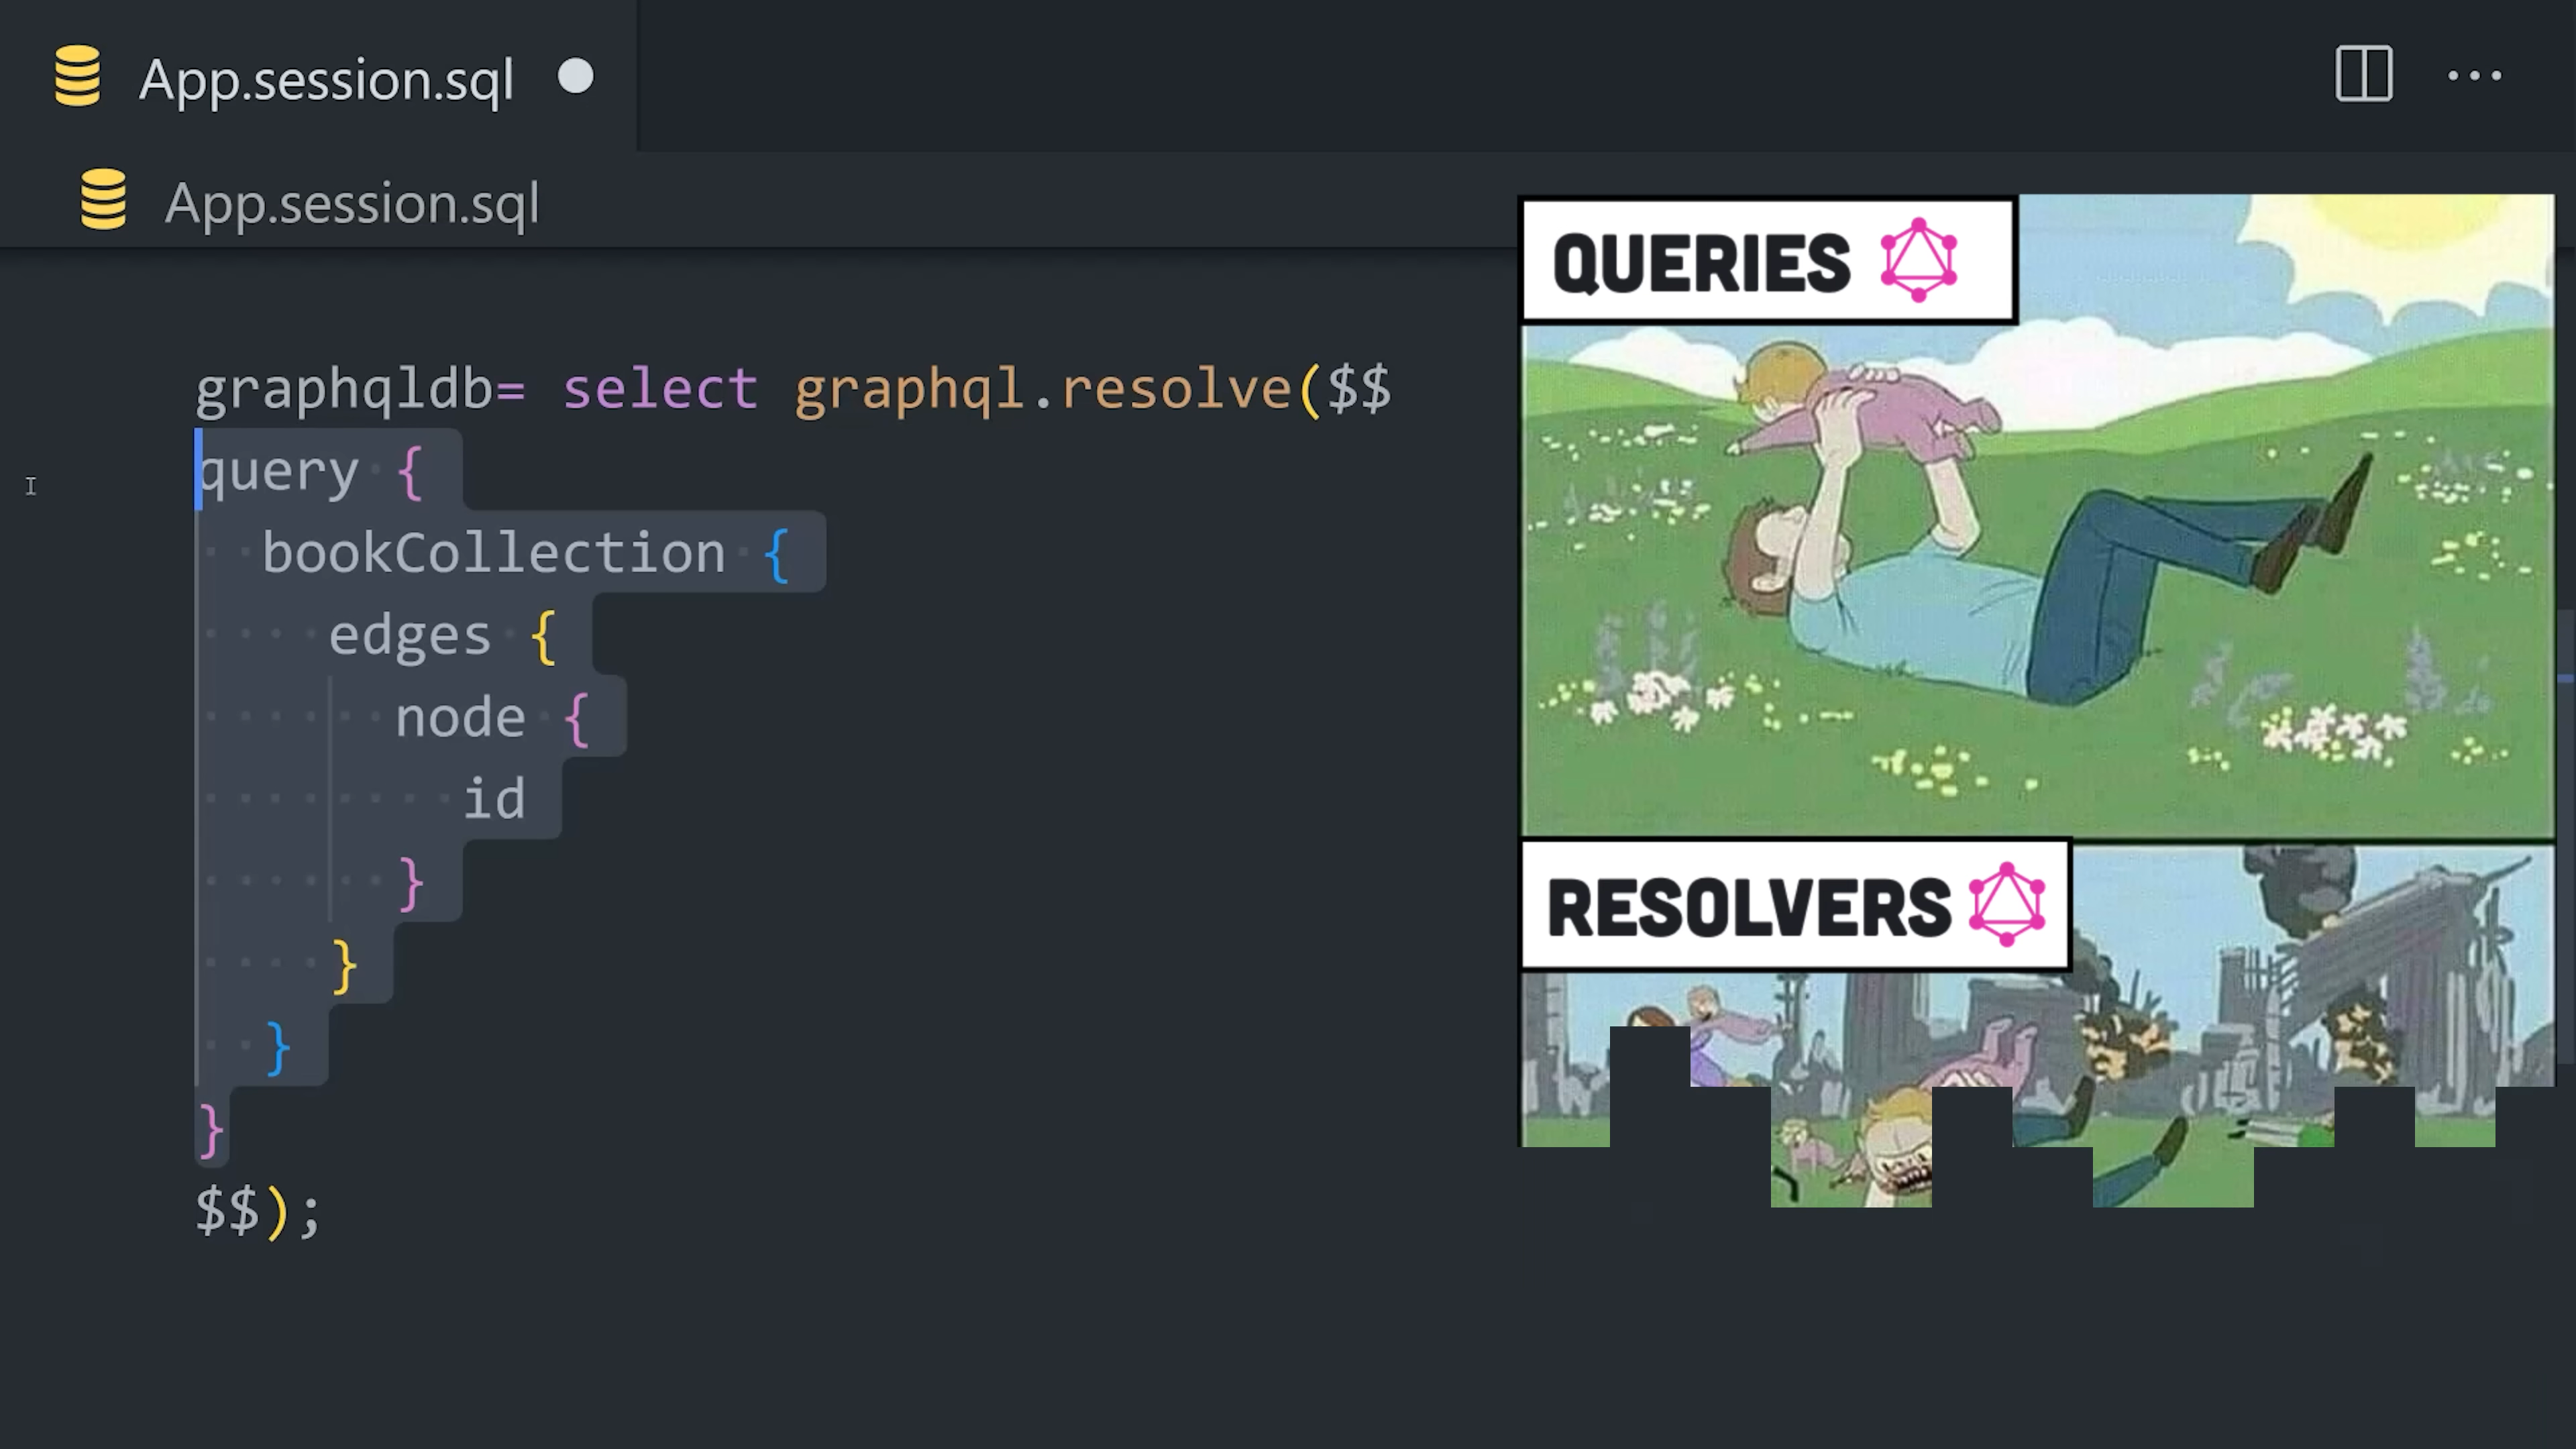 App.session.sql
App.session.sql
graphqldb= select graphql.resolve($$
query {
  bookCollection {
    edges {
      node {
        id
      }
    }
  }
}
$$);
QUERIES
RESOLVERS